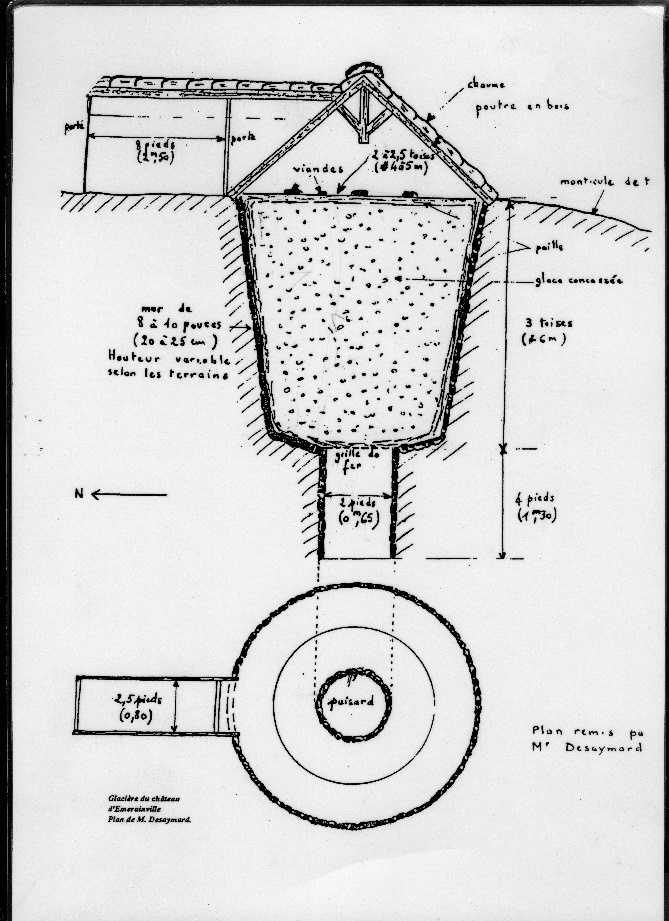 chaume
poutre en bois
porte
porte
8 pieds
(2m,50)
2 à 2,5 toises
(# 4 à 5 m)
viandes
monticule de t
paille
glace concassée
mur de
8 à 10 pouces
(20 à 25 cm)
Hauteur variable
selon les terrains
3 toises
(# 6m)
grille de
fer
N
2 pieds
(0m,65)
4 pieds
(1m,30)
2,5 pieds
(0,80)
puisard
Plan remis pa
Mr Desaymard
Glacière du château
d'Emerainville
Plan de M. Desaymard.